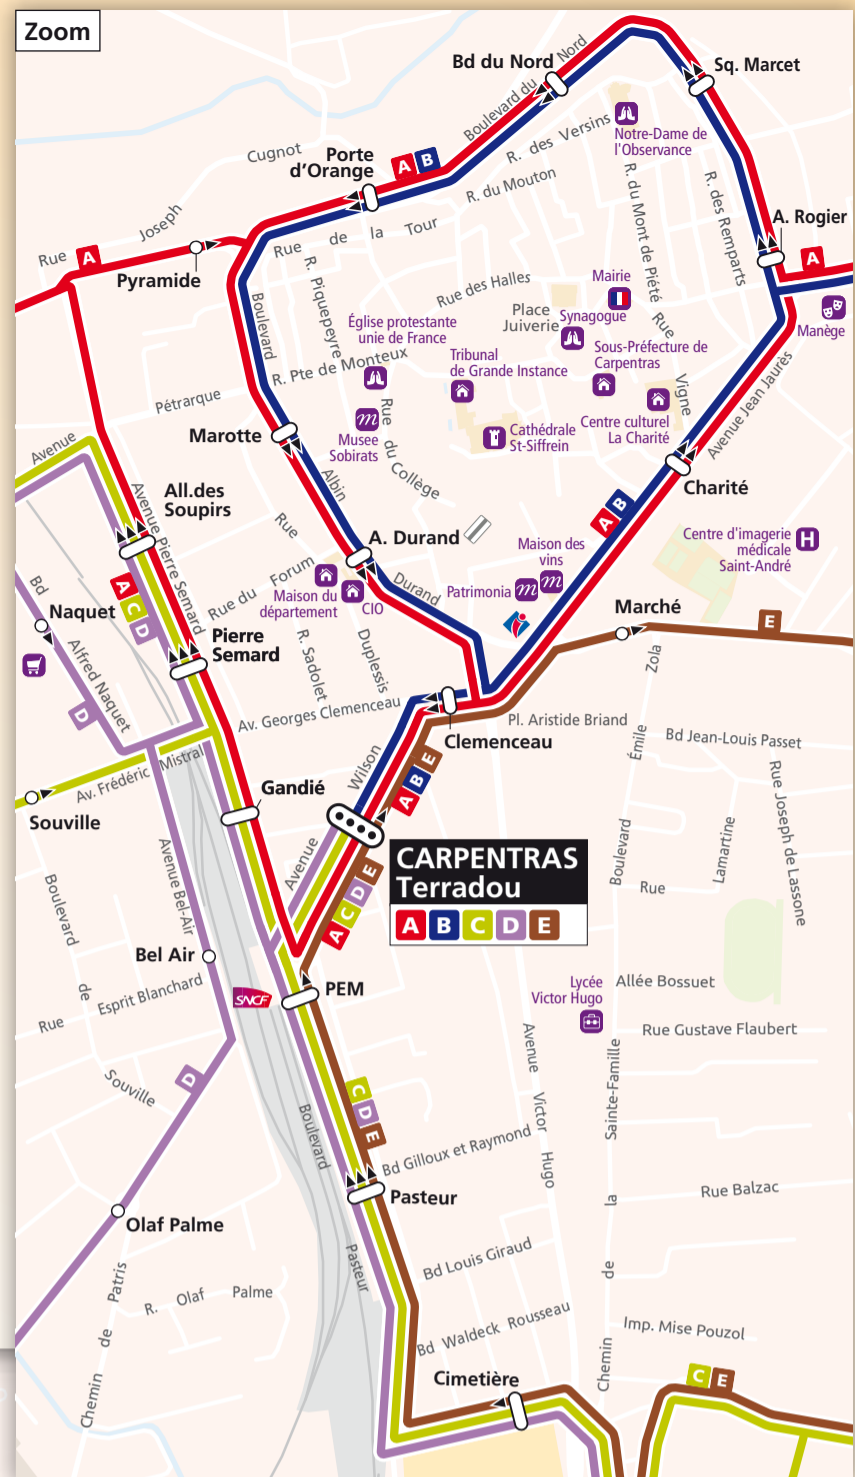 Zoom
Bd du Nord
Boulevard du Nord
Sq. Marcet
Notre-Dame de
l'Observance
R. des Versins
Cugnot
Porte
d'Orange
A B
R. du Mouton
R. du Mont de Piété
R. des Remparts
A. Rogier
A
Rue Joseph
A
Pyramide
Rue de la Tour
R. Piquepeyre
Rue des Halles
Mairie
Place
Juiverie
Synagogue
Rue Vigne
Manège
Boulevard Albin Durand
Église protestante
unie de France
R. Pte de Monteux
Tribunal
de Grande Instance
Sous-Préfecture de
Carpentras
Avenue Jean Jaurès
Pétrarque
Avenue
Marotte
m
Musee
Sobirats
Rue du Collège
Cathédrale
St-Siffrein
Centre culturel
La Charité
Charité
All.des
Soupirs
Avenue Pierre Semard
A B
A. Durand
Rue
Maison des
vins
m
Patrimonia
m
Centre d'imagerie
médicale
Saint-André
H
Bd Alfred Naquet
Naquet
A C D
Rue du Forum
Maison du
département
CIO
Marché
E
Pierre
Semard
R. Sadolet
Duplessis
D
Av. Georges Clemenceau
Pl. Aristide Briand
Clemenceau
Boulevard Émile Zola
Bd Jean-Louis Passet
Av. Frédéric Mistral
Souville
Gandié
Avenue Wilson
A B E
Rue Joseph de Lassone
Rue Lamartine
CARPENTRAS
Terradou
A B C D E
A C D E
Avenue Bel-Air
Boulevard de Souville
Bel Air
Rue Esprit Blanchard
SNCF
PEM
Lycée
Victor Hugo
Allée Bossuet
Rue Gustave Flaubert
Avenue Victor Hugo
Chemin de la Sainte-Famille
D
C D E
Boulevard Pasteur
Bd Gilloux et Raymond
Pasteur
Rue Balzac
Olaf Palme
Bd Louis Giraud
Chemin de Patris
R. Olaf Palme
Bd Waldeck Rousseau
Imp. Mise Pouzol
Cimetière
C E